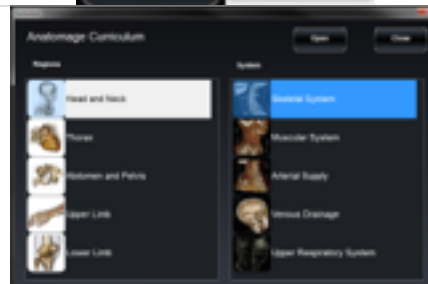 Anatomage Curriculum
Open
Close
Regions
System
Head and Neck
Skeletal System
Thorax
Muscular System
Abdomen and Pelvis
Arterial Supply
Upper Limb
Venous Drainage
Lower Limb
Upper Respiratory System